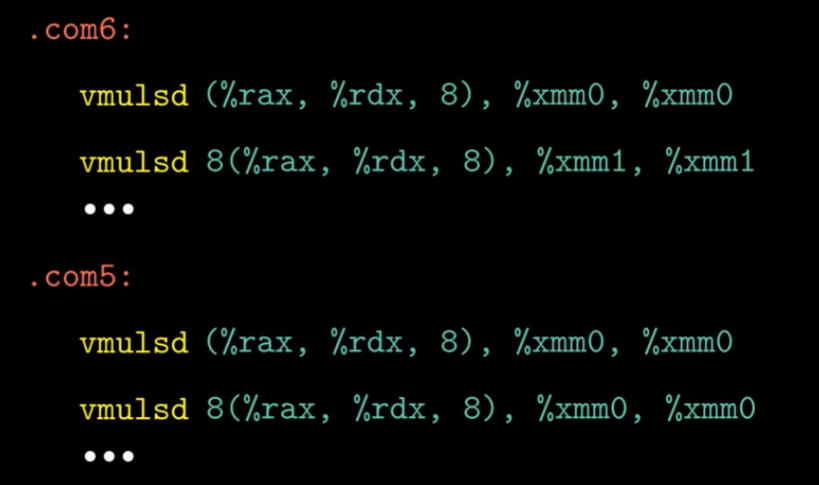 .com6:
vmulsd (%rax, %rdx, 8), %xmm0, %xmm0
vmulsd 8(%rax, %rdx, 8), %xmm1, %xmm1
•••
.com5:
vmulsd (%rax, %rdx, 8), %xmm0, %xmm0
vmulsd 8(%rax, %rdx, 8), %xmm0, %xmm0
•••